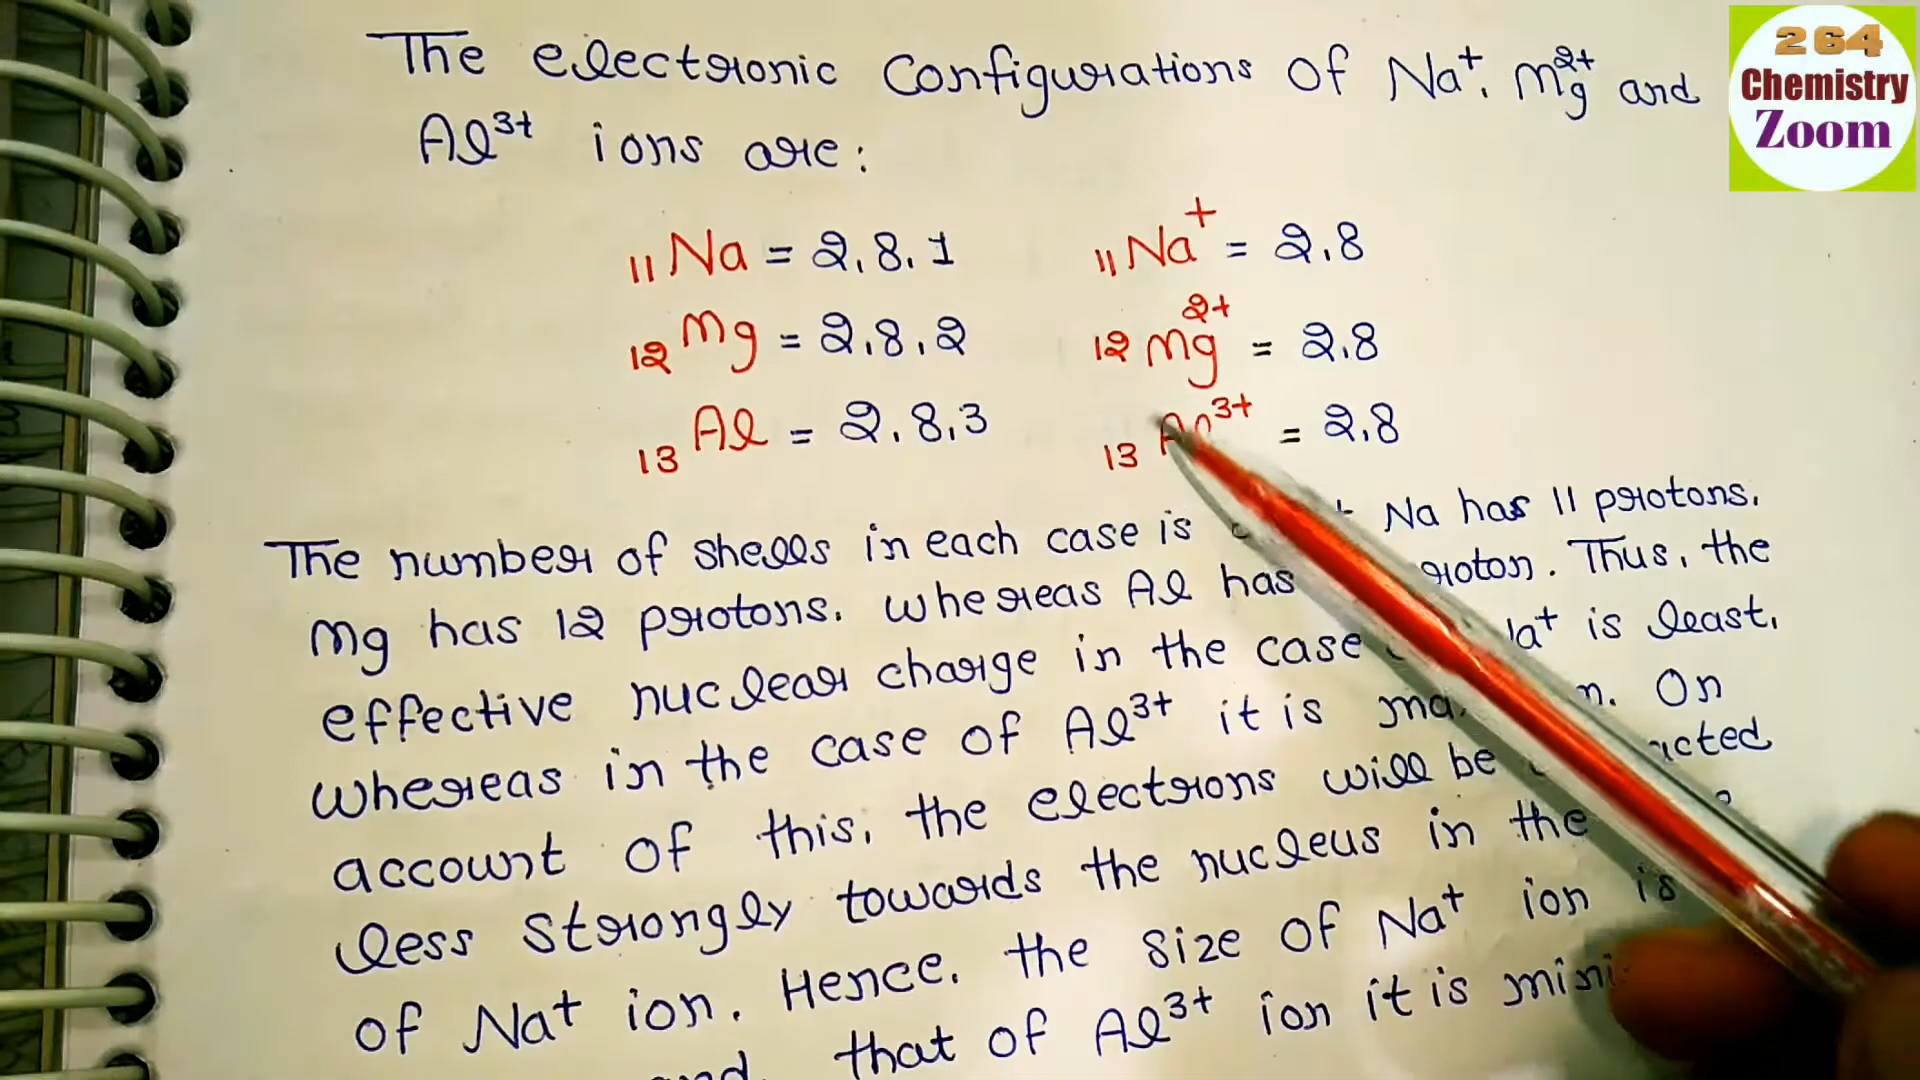 The electronic configurations of Na⁺, Mg²⁺ and
Al³⁺ ions are:
₁₁Na = 2,8,1
₁₁Na⁺ = 2,8
₁₂Mg = 2,8,2
₁₂Mg²⁺ = 2,8
₁₃Al = 2,8,3
₁₃ ³⁺ = 2,8
The number of shells in each case is Na has 11 protons,
Mg has 12 protons, whereas Al has Thus, the
effective nuclear charge in the case is least,
whereas in the case of Al³⁺ it is On
account of this, the electrons will be
less strongly towards the nucleus in the
of Na⁺ ion. Hence, the size of Na⁺ ion is
and, that of Al³⁺ ion it is
264
Chemistry
Zoom